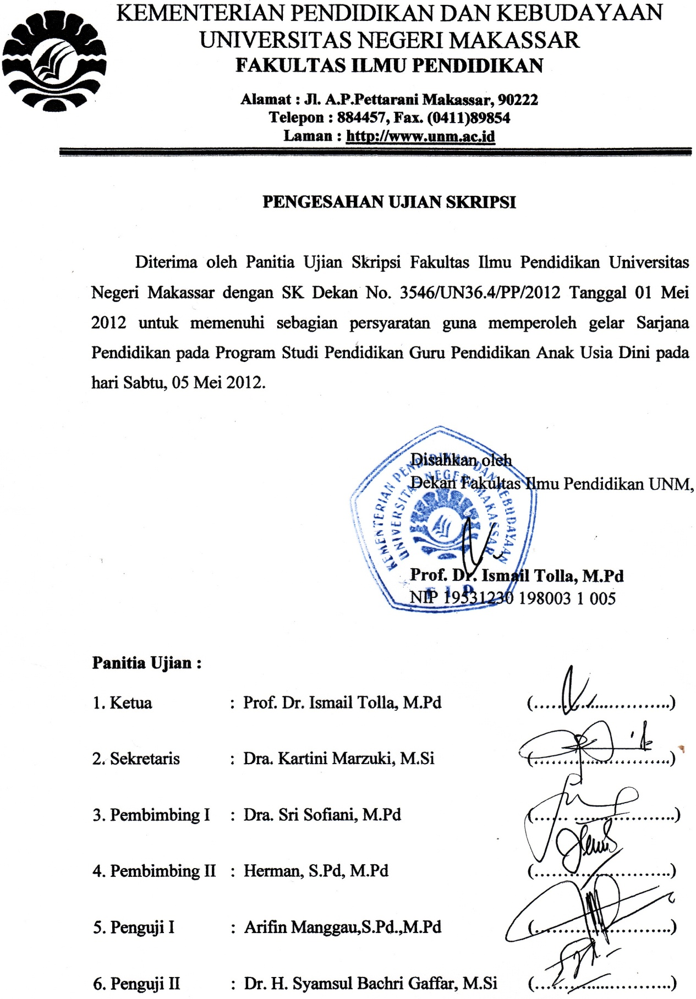 KEMENTERIAN PENDIDIKAN DAN KEBUDAYAAN
UNIVERSITAS NEGERI MAKASSAR
FAKULTAS ILMU PENDIDIKAN
Alamat : Jl. A.P.Pettarani Makassar, 90222
Telepon : 884457, Fax. (0411)89854
Laman : http://www.unm.ac.id
PENGESAHAN UJIAN SKRIPSI
Diterima oleh Panitia Ujian Skripsi Fakultas Ilmu Pendidikan Universitas
Negeri Makassar dengan SK Dekan No. 3546/UN36.4/PP/2012 Tanggal 01 Mei
2012 untuk memenuhi sebagian persyaratan guna memperoleh gelar Sarjana
Pendidikan pada Program Studi Pendidikan Guru Pendidikan Anak Usia Dini pada
hari Sabtu, 05 Mei 2012.
Disahkan oleh
Dekan Fakultas Ilmu Pendidikan UNM,
KEMENTERIAN PENDIDIKAN DAN KEBUDAYAAN
UNIVERSITAS NEGERI MAKASSAR
F I P
Prof. Dr. Ismail Tolla, M.Pd
NIP 19531230 198003 1 005
Panitia Ujian :
1. Ketua : Prof. Dr. Ismail Tolla, M.Pd (..........................)
2. Sekretaris : Dra. Kartini Marzuki, M.Si (..........................)
3. Pembimbing I : Dra. Sri Sofiani, M.Pd (...... ....................)
4. Pembimbing II : Herman, S.Pd, M.Pd (..........................)
5. Penguji I : Arifin Manggau,S.Pd.,M.Pd (..........................)
6. Penguji II : Dr. H. Syamsul Bachri Gaffar, M.Si (..........................)